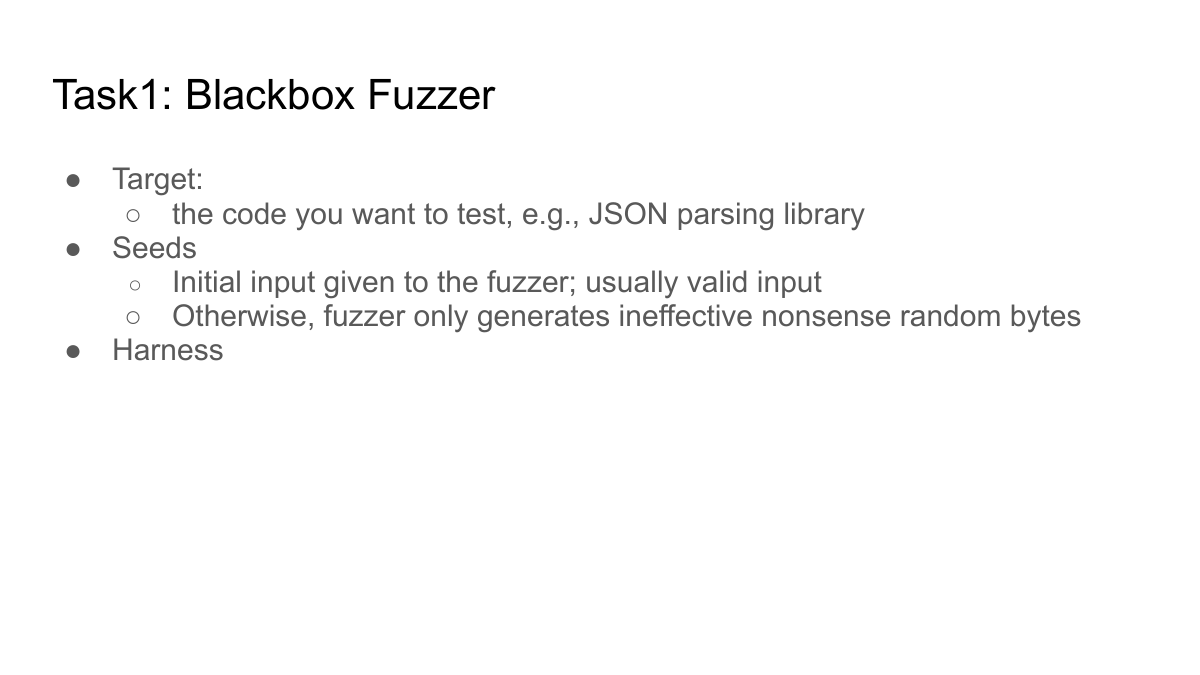 Task1: Blackbox Fuzzer
● Target:
○ the code you want to test, e.g., JSON parsing library
● Seeds
○ Initial input given to the fuzzer; usually valid input
○ Otherwise, fuzzer only generates ineffective nonsense random bytes
● Harness